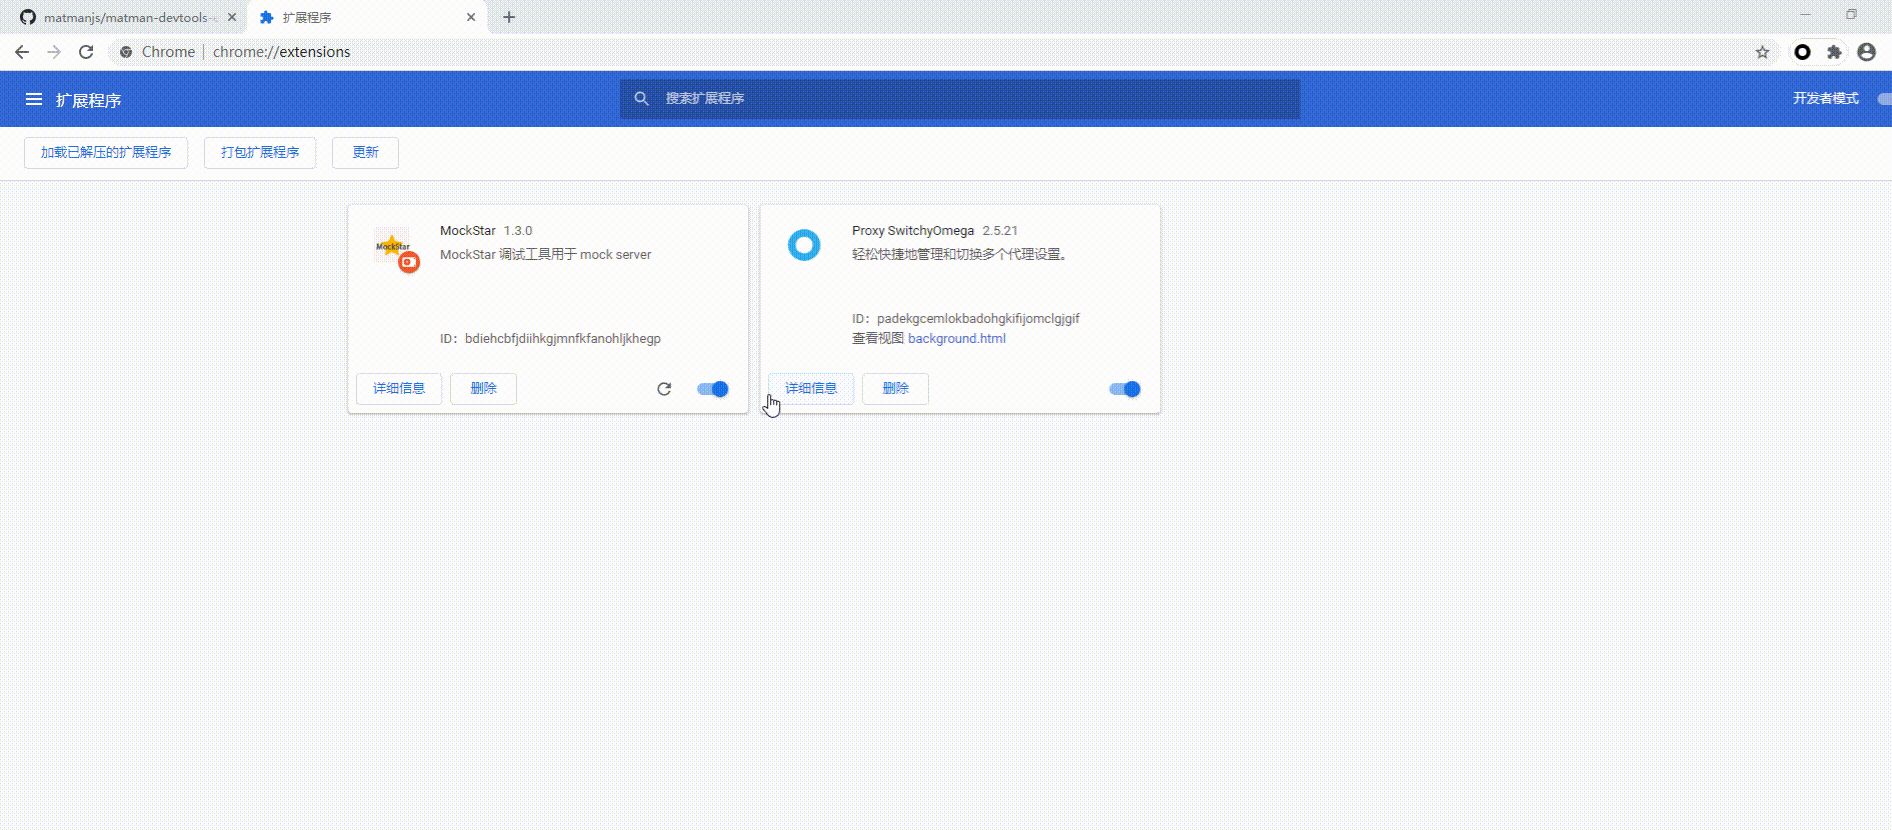 matmanjs/matman-devtools-
扩展程序
Chrome
chrome://extensions
扩展程序
搜索扩展程序
开发者模式
加载已解压的扩展程序
打包扩展程序
更新
MockStar
MockStar 1.3.0
MockStar 调试工具用于 mock server
ID：bdiehcbfjdiihkgjmnfkfanohljkhegp
详细信息
删除
Proxy SwitchyOmega 2.5.21
轻松快捷地管理和切换多个代理设置。
ID：padekgcemlokbadohgkifijomclgjgif
查看视图 background.html
详细信息
删除